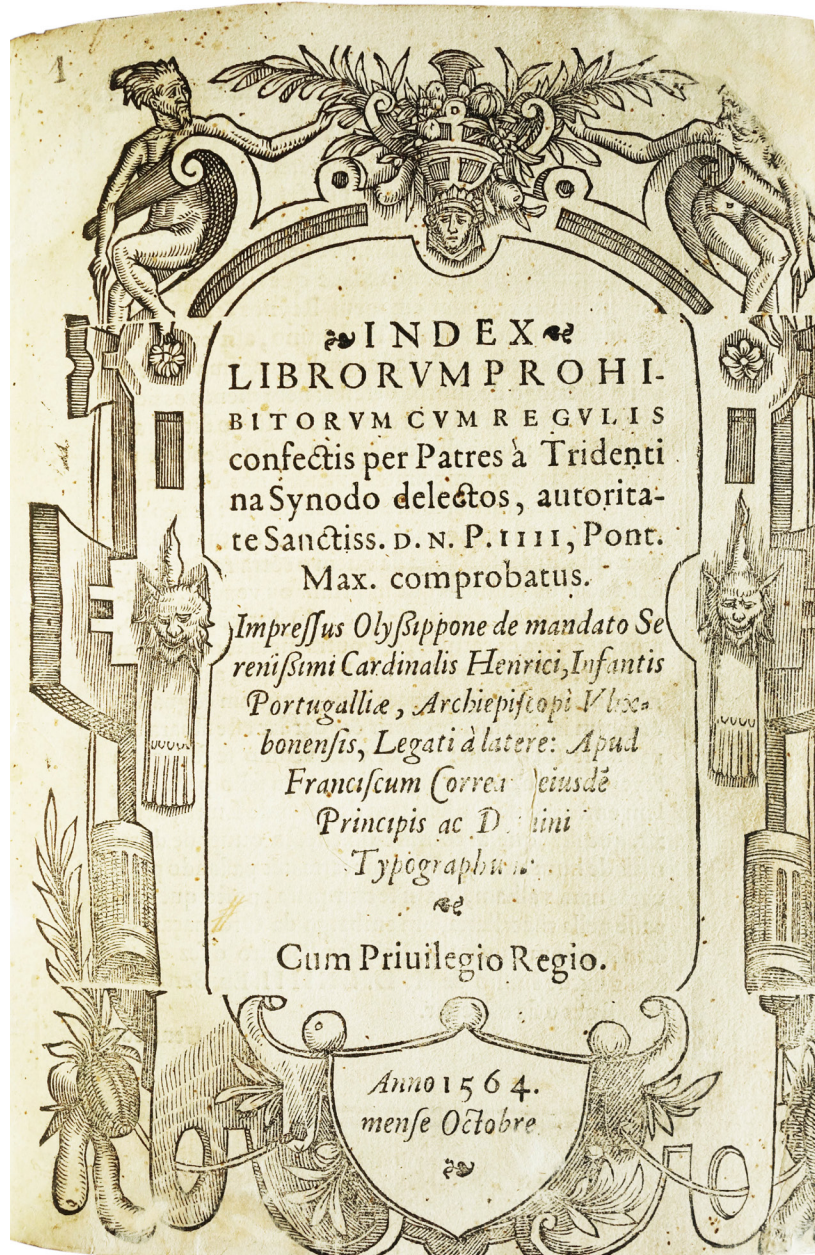 1
INDEX
LIBRORVM PROHI-
BITORVM CVM REGVLIS
confectis per Patres à Tridenti
na Synodo delectos, autorita-
te Sanctiss. D. N. P. IIII, Pont.
Max. comprobatus.
Impreſſus Olyßippone de mandato Se
renißimi Cardinalis Henrici, Infantis
Portugalliæ, Archiepiſcopi
bonenſis, Legati à latere: Apud
Franciſcum Correa eiusdē
Principis ac
Cum Priuilegio Regio.
Anno 1564.
menſe Octobre